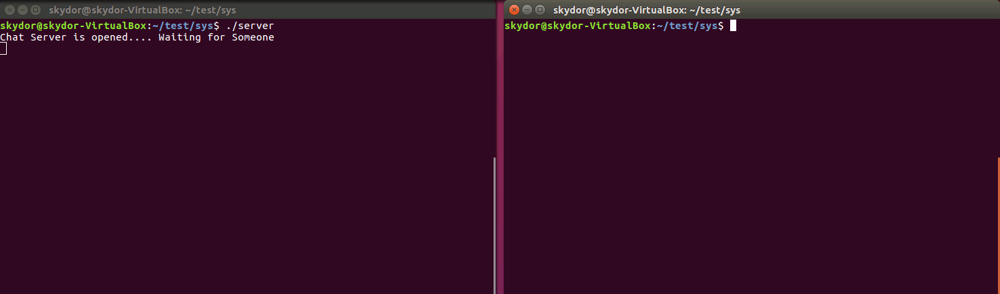 skydor@skydor-VirtualBox: ~/test/sys
skydor@skydor-VirtualBox:~/test/sys$ ./server
Chat Server is opened.... Waiting for Someone
skydor@skydor-VirtualBox: ~/test/sys
skydor@skydor-VirtualBox:~/test/sys$